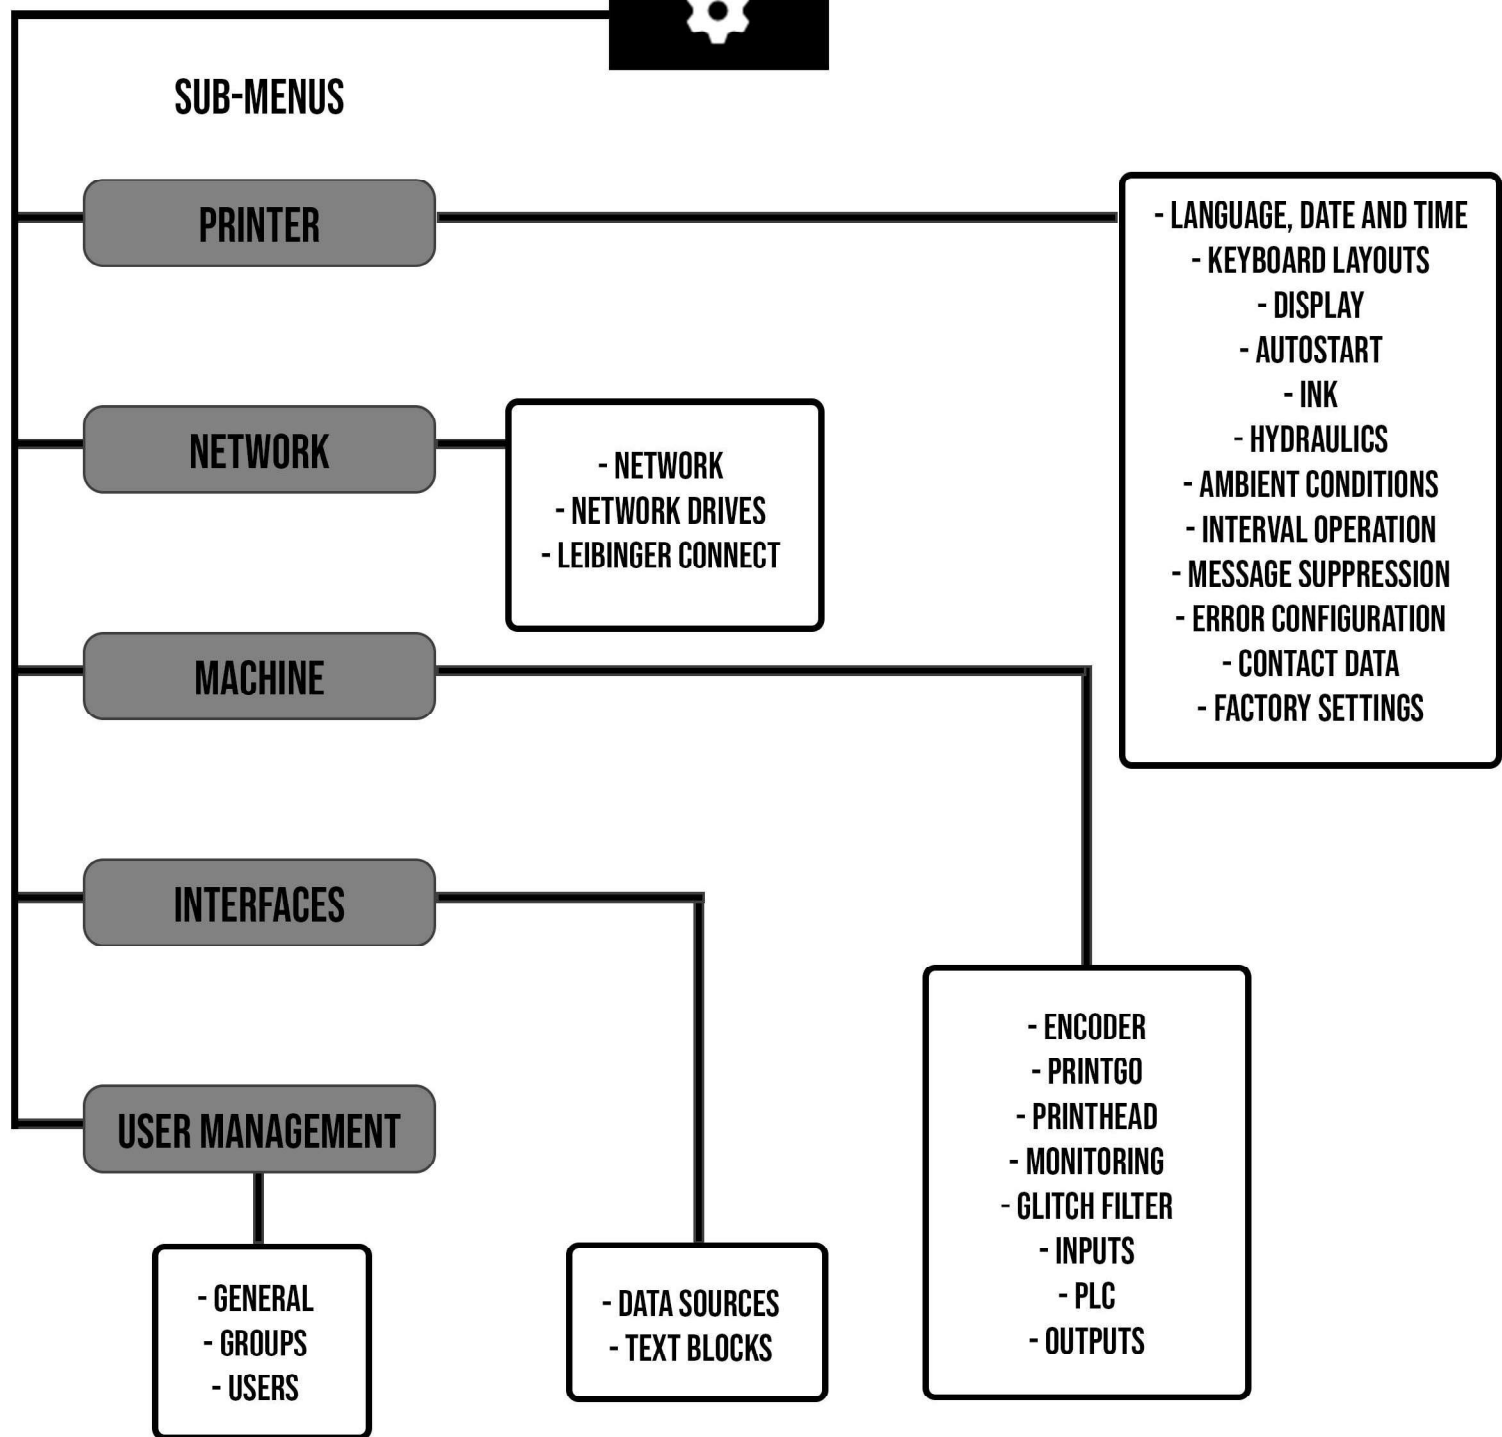 SUB-MENUS
PRINTER
- LANGUAGE, DATE AND TIME
- KEYBOARD LAYOUTS
- DISPLAY
- AUTOSTART
- INK
- HYDRAULICS
- AMBIENT CONDITIONS
- INTERVAL OPERATION
- MESSAGE SUPPRESSION
- ERROR CONFIGURATION
- CONTACT DATA
- FACTORY SETTINGS
NETWORK
- NETWORK
- NETWORK DRIVES
- LEIBINGER CONNECT
MACHINE
- ENCODER
- PRINTGO
- PRINTHEAD
- MONITORING
- GLITCH FILTER
- INPUTS
- PLC
- OUTPUTS
INTERFACES
- DATA SOURCES
- TEXT BLOCKS
USER MANAGEMENT
- GENERAL
- GROUPS
- USERS